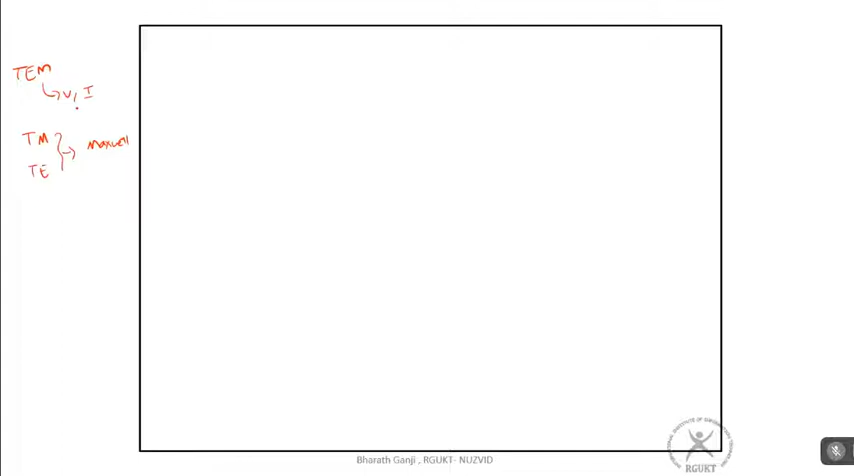 TEM
↳ V, I
TM
TE
} → Maxwell
Bharath Ganji , RGUKT- NUZVID
RGUKT